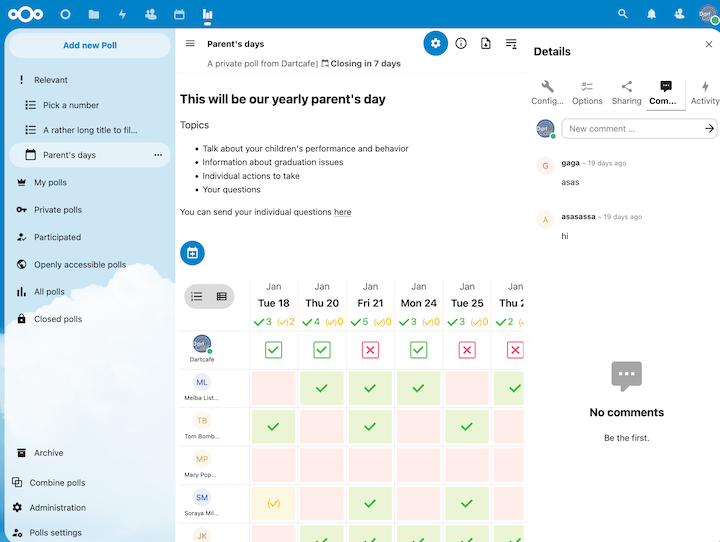 Add new Poll
Relevant
Pick a number
A rather long title to fil...
Parent's days
My polls
Private polls
Participated
Openly accessible polls
All polls
Closed polls
Archive
Combine polls
Administration
Polls settings
Parent's days
A private poll from Dartcafe| Closing in 7 days
This will be our yearly parent's day
Topics
Talk about your children's performance and behavior
Information about graduation issues
Individual actions to take
Your questions
You can send your individual questions here
Jan Jan Jan Jan Jan Jan
Tue 18 Thu 20 Fri 21 Mon 24 Tue 25 Thu 2
3 2 4 0 5 0 3 0 3 0 2
Dartcafe
ML
Melba List...
TB
Tom Bomb...
MP
Mary Pop...
SM
Soraya Mil...
JK
Details
Config... Options Sharing Com... Activity
New comment ...
G
gaga ~ 19 days ago
asas
A
asasassa ~ 19 days ago
hi
No comments
Be the first.